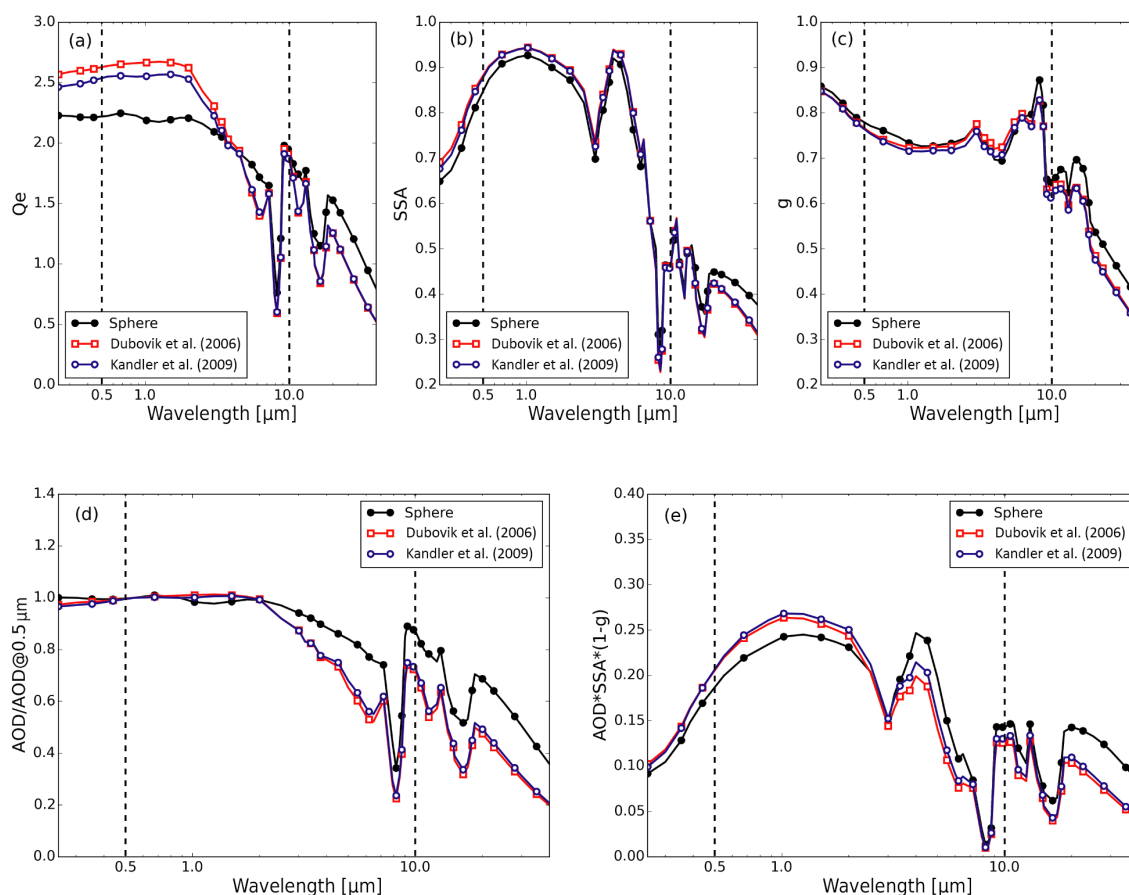 (a)
Qe
3.0
2.5
2.0
1.5
1.0
0.5
0.0
Sphere
Dubovik et al. (2006)
Kandler et al. (2009)
0.5
1.0
10.0
Wavelength [μm]
(b)
SSA
1.0
0.9
0.8
0.7
0.6
0.5
0.4
0.3
0.2
Sphere
Dubovik et al. (2006)
Kandler et al. (2009)
0.5
1.0
10.0
Wavelength [μm]
(c)
g
1.0
0.9
0.8
0.7
0.6
0.5
0.4
0.3
0.2
Sphere
Dubovik et al. (2006)
Kandler et al. (2009)
0.5
1.0
10.0
Wavelength [μm]
(d)
AOD/AOD@0.5μm
1.4
1.2
1.0
0.8
0.6
0.4
0.2
0.0
Sphere
Dubovik et al. (2006)
Kandler et al. (2009)
0.5
1.0
10.0
Wavelength [μm]
(e)
AOD*SSA*(1-g)
0.40
0.35
0.30
0.25
0.20
0.15
0.10
0.05
0.00
Sphere
Dubovik et al. (2006)
Kandler et al. (2009)
0.5
1.0
10.0
Wavelength [μm]